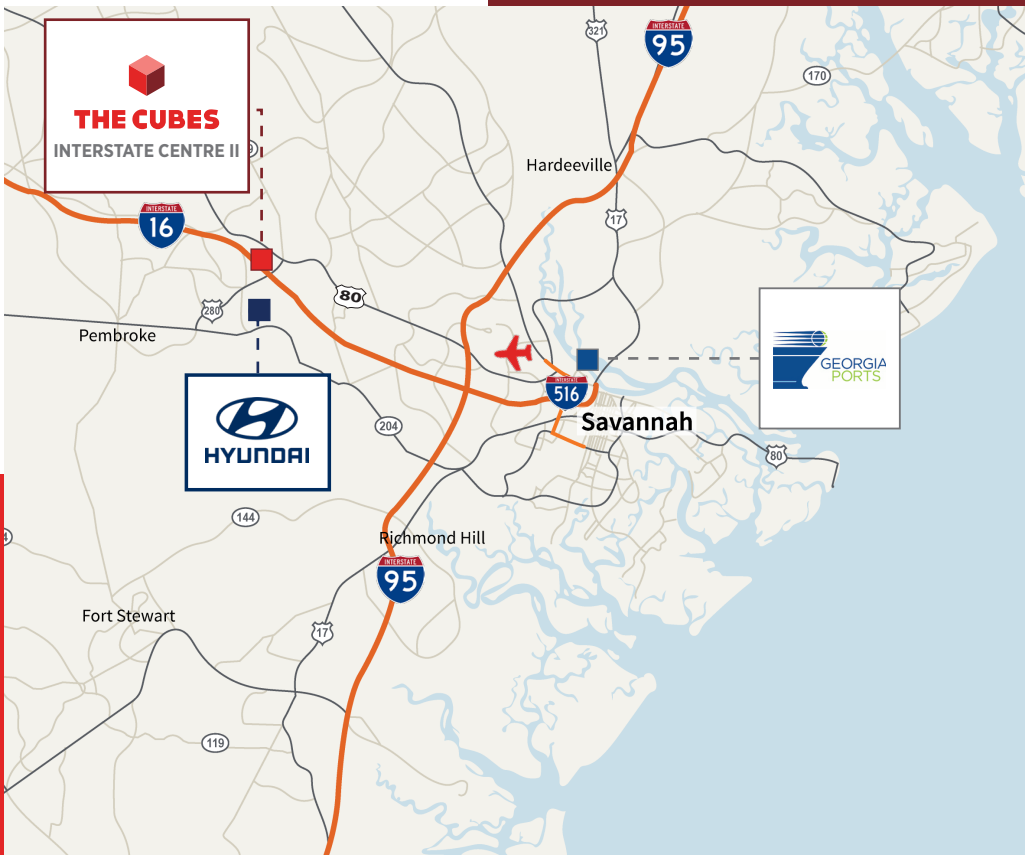 321
INTERSTATE
95
170
THE CUBES
INTERSTATE CENTRE II
Hardeeville
INTERSTATE
16
17
80
280
Pembroke
GEORGIA
PORTS
INTERSTATE
516
Savannah
204
HYUNDAI
80
144
Richmond Hill
INTERSTATE
95
Fort Stewart
17
119